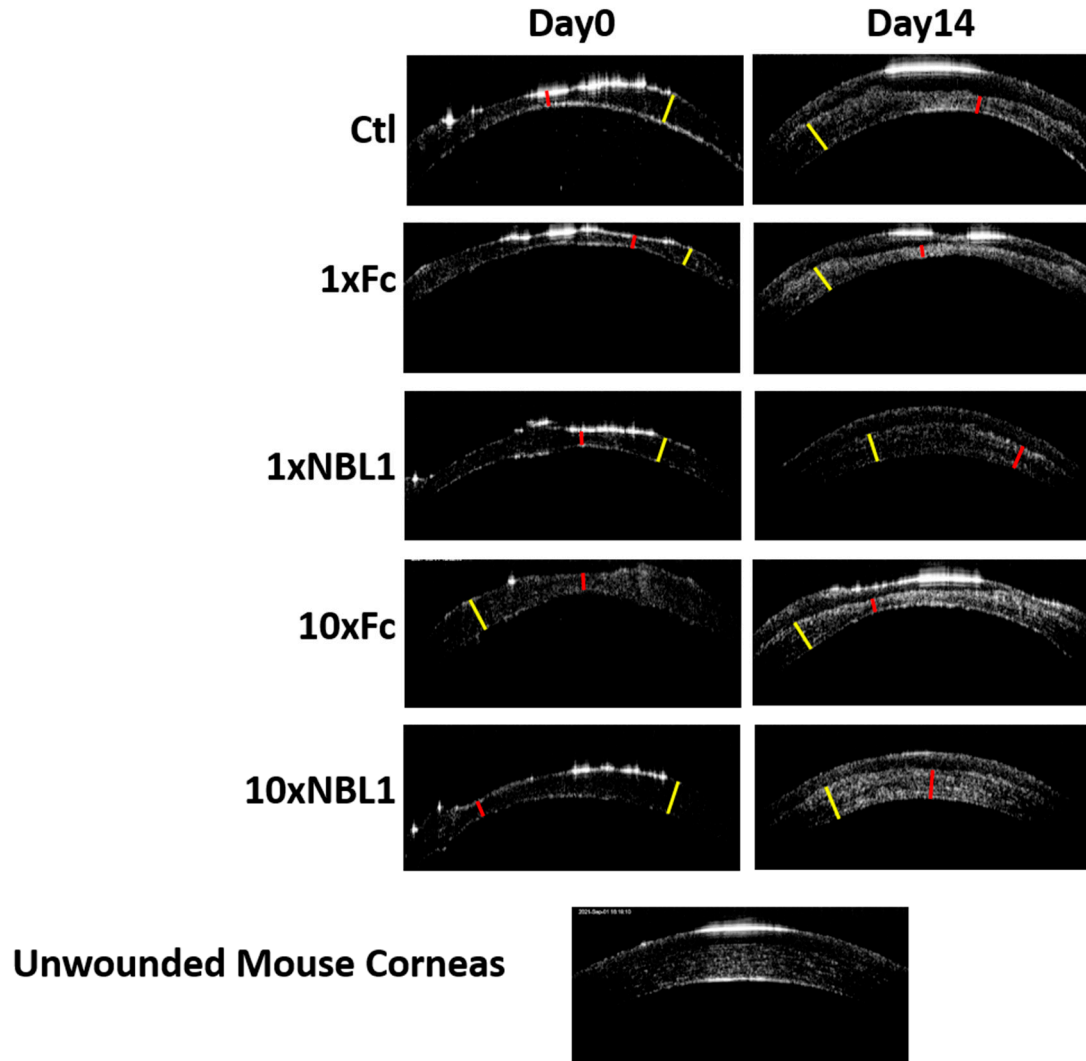 Day0 Day14
Ctl
1xFc
1xNBL1
10xFc
10xNBL1
Unwounded Mouse Corneas